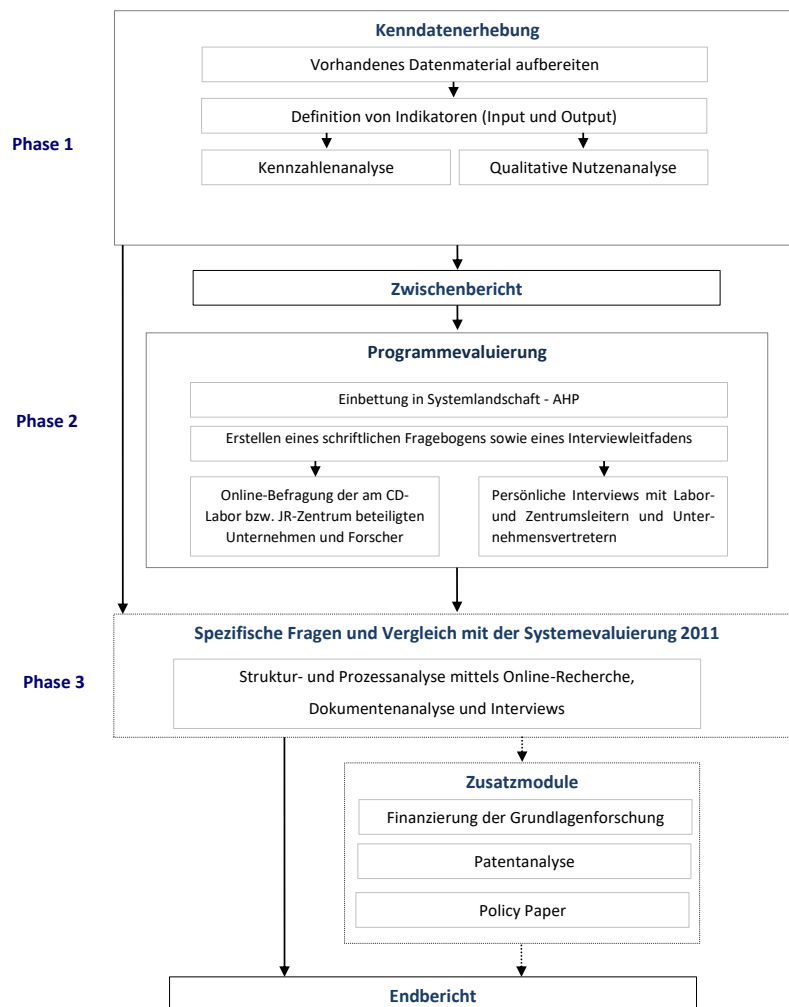 Kenndatenerhebung
Vorhandenes Datenmaterial aufbereiten
Definition von Indikatoren (Input und Output)
Phase 1
Kennzahlenanalyse
Qualitative Nutzenanalyse
Zwischenbericht
Programmevaluierung
Einbettung in Systemlandschaft - AHP
Phase 2
Erstellen eines schriftlichen Fragebogens sowie eines Interviewleitfadens
Online-Befragung der am CD-
Labor bzw. JR-Zentrum beteiligten
Unternehmen und Forscher
Persönliche Interviews mit Labor-
und Zentrumsleitern und Unter-
nehmensvertretern
Spezifische Fragen und Vergleich mit der Systemevaluierung 2011
Phase 3
Struktur- und Prozessanalyse mittels Online-Recherche,
Dokumentenanalyse und Interviews
Zusatzmodule
Finanzierung der Grundlagenforschung
Patentanalyse
Policy Paper
Endbericht